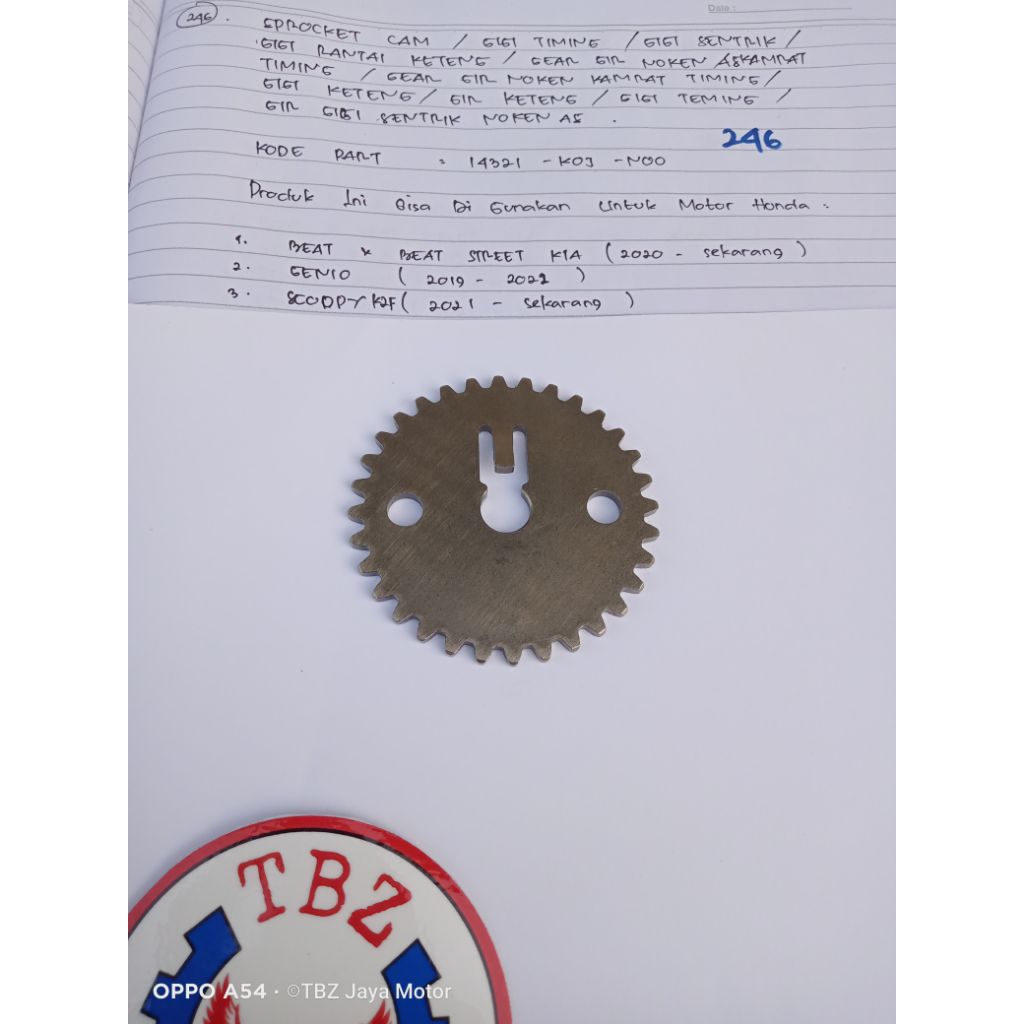 Date :
246 .
SPROCKET CAM / GIGI TIMING / GIGI SENTRIK /
GIGI RANTAI KETENG / GEAR GIR NOKEN ASKAMRAT
TIMING / GEAR GIR NOKEN KAMRAT TIMING /
GIGI KETENG / GIR KETENG / GIGI TEMING /
GIR GIGI SENTRIK NOKEN AS .
246
KODE PART : 14321 - K0J - N00
Produk Ini Bisa Di Gunakan Untuk Motor Honda :
1. BEAT & BEAT STREET K1A ( 2020 - sekarang )
2. GENIO ( 2019 - 2022 )
3. SCOOPY K2F ( 2021 - sekarang )
TBZ
OPPO A54 · ©TBZ Jaya Motor